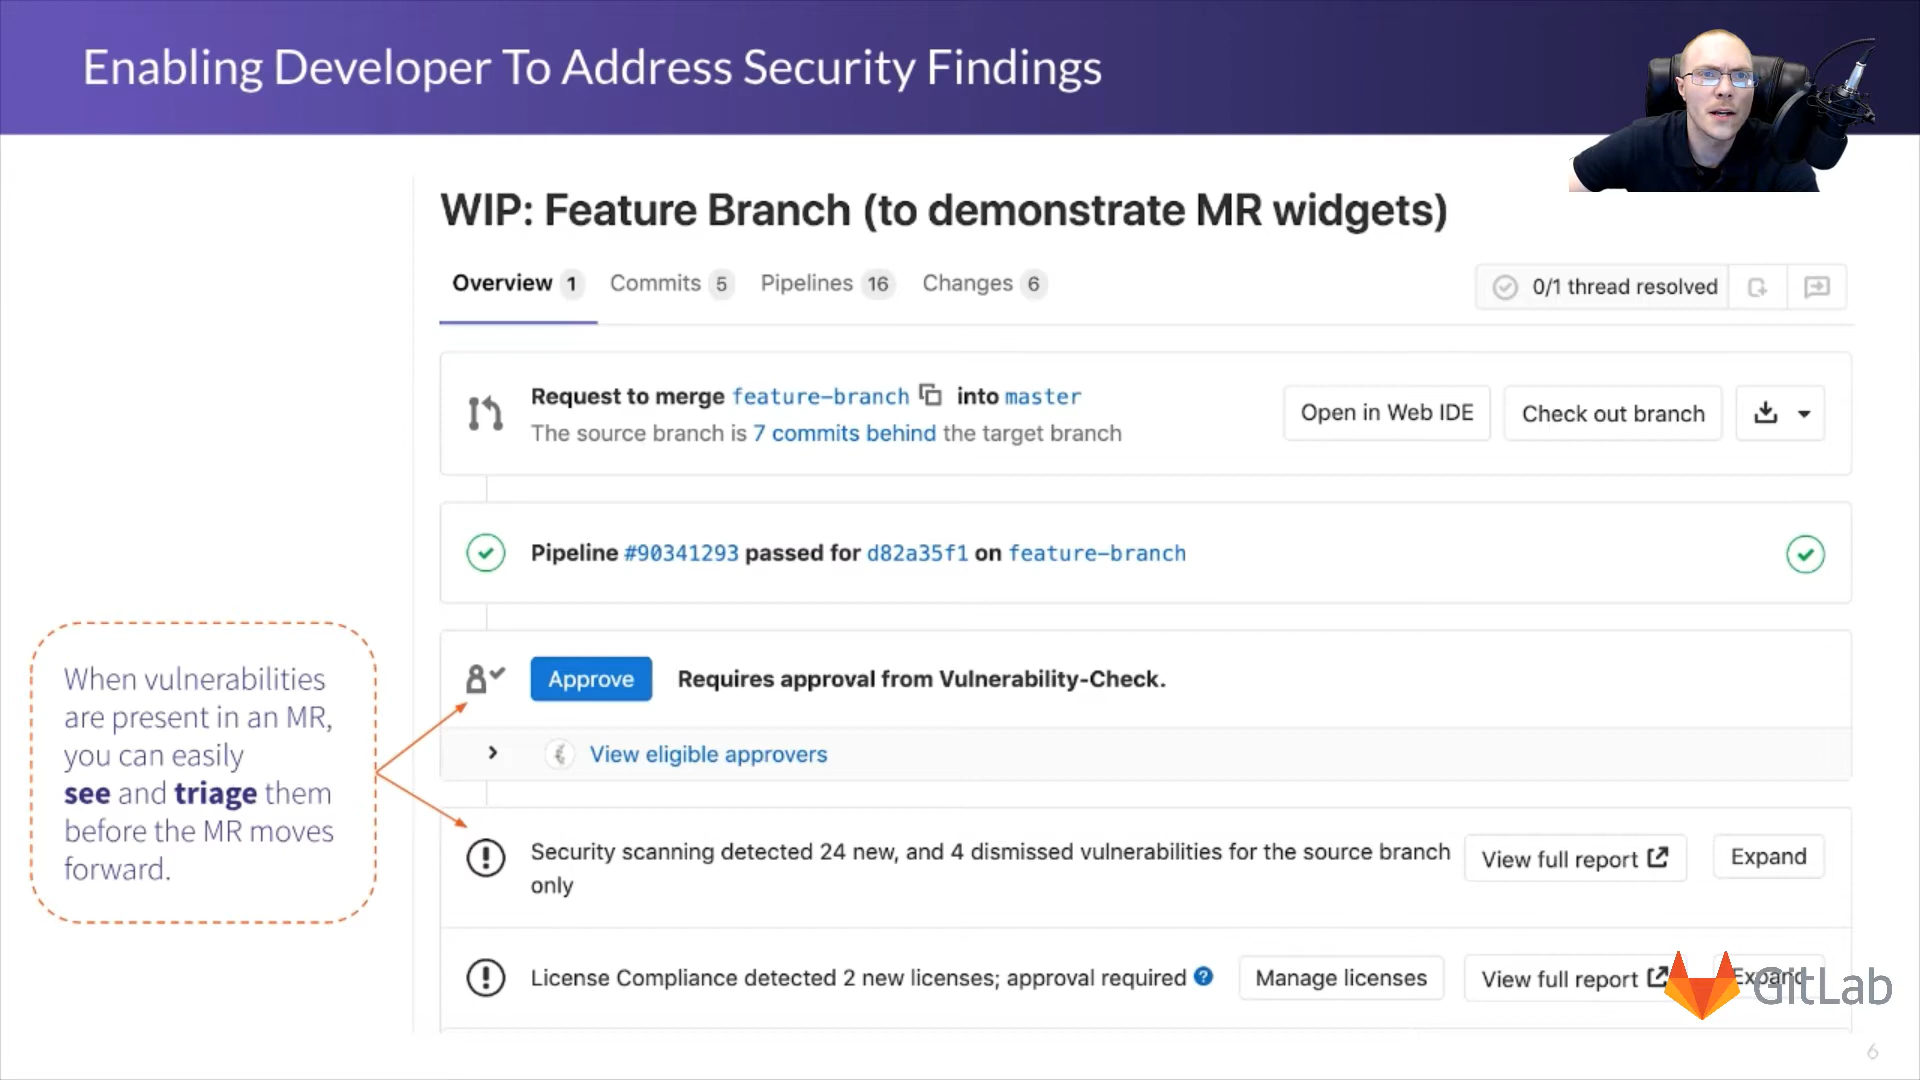 Enabling Developer To Address Security Findings
WIP: Feature Branch (to demonstrate MR widgets)
Overview 1 Commits 5 Pipelines 16 Changes 6
0/1 thread resolved
Request to merge feature-branch into master
The source branch is 7 commits behind the target branch
Open in Web IDE
Check out branch
Pipeline #90341293 passed for d82a35f1 on feature-branch
Approve Requires approval from Vulnerability-Check.
View eligible approvers
When vulnerabilities
are present in an MR,
you can easily
see and triage them
before the MR moves
forward.
Security scanning detected 24 new, and 4 dismissed vulnerabilities for the source branch
only
View full report
Expand
License Compliance detected 2 new licenses; approval required ?
Manage licenses
View full report
Expand
GitLab
6